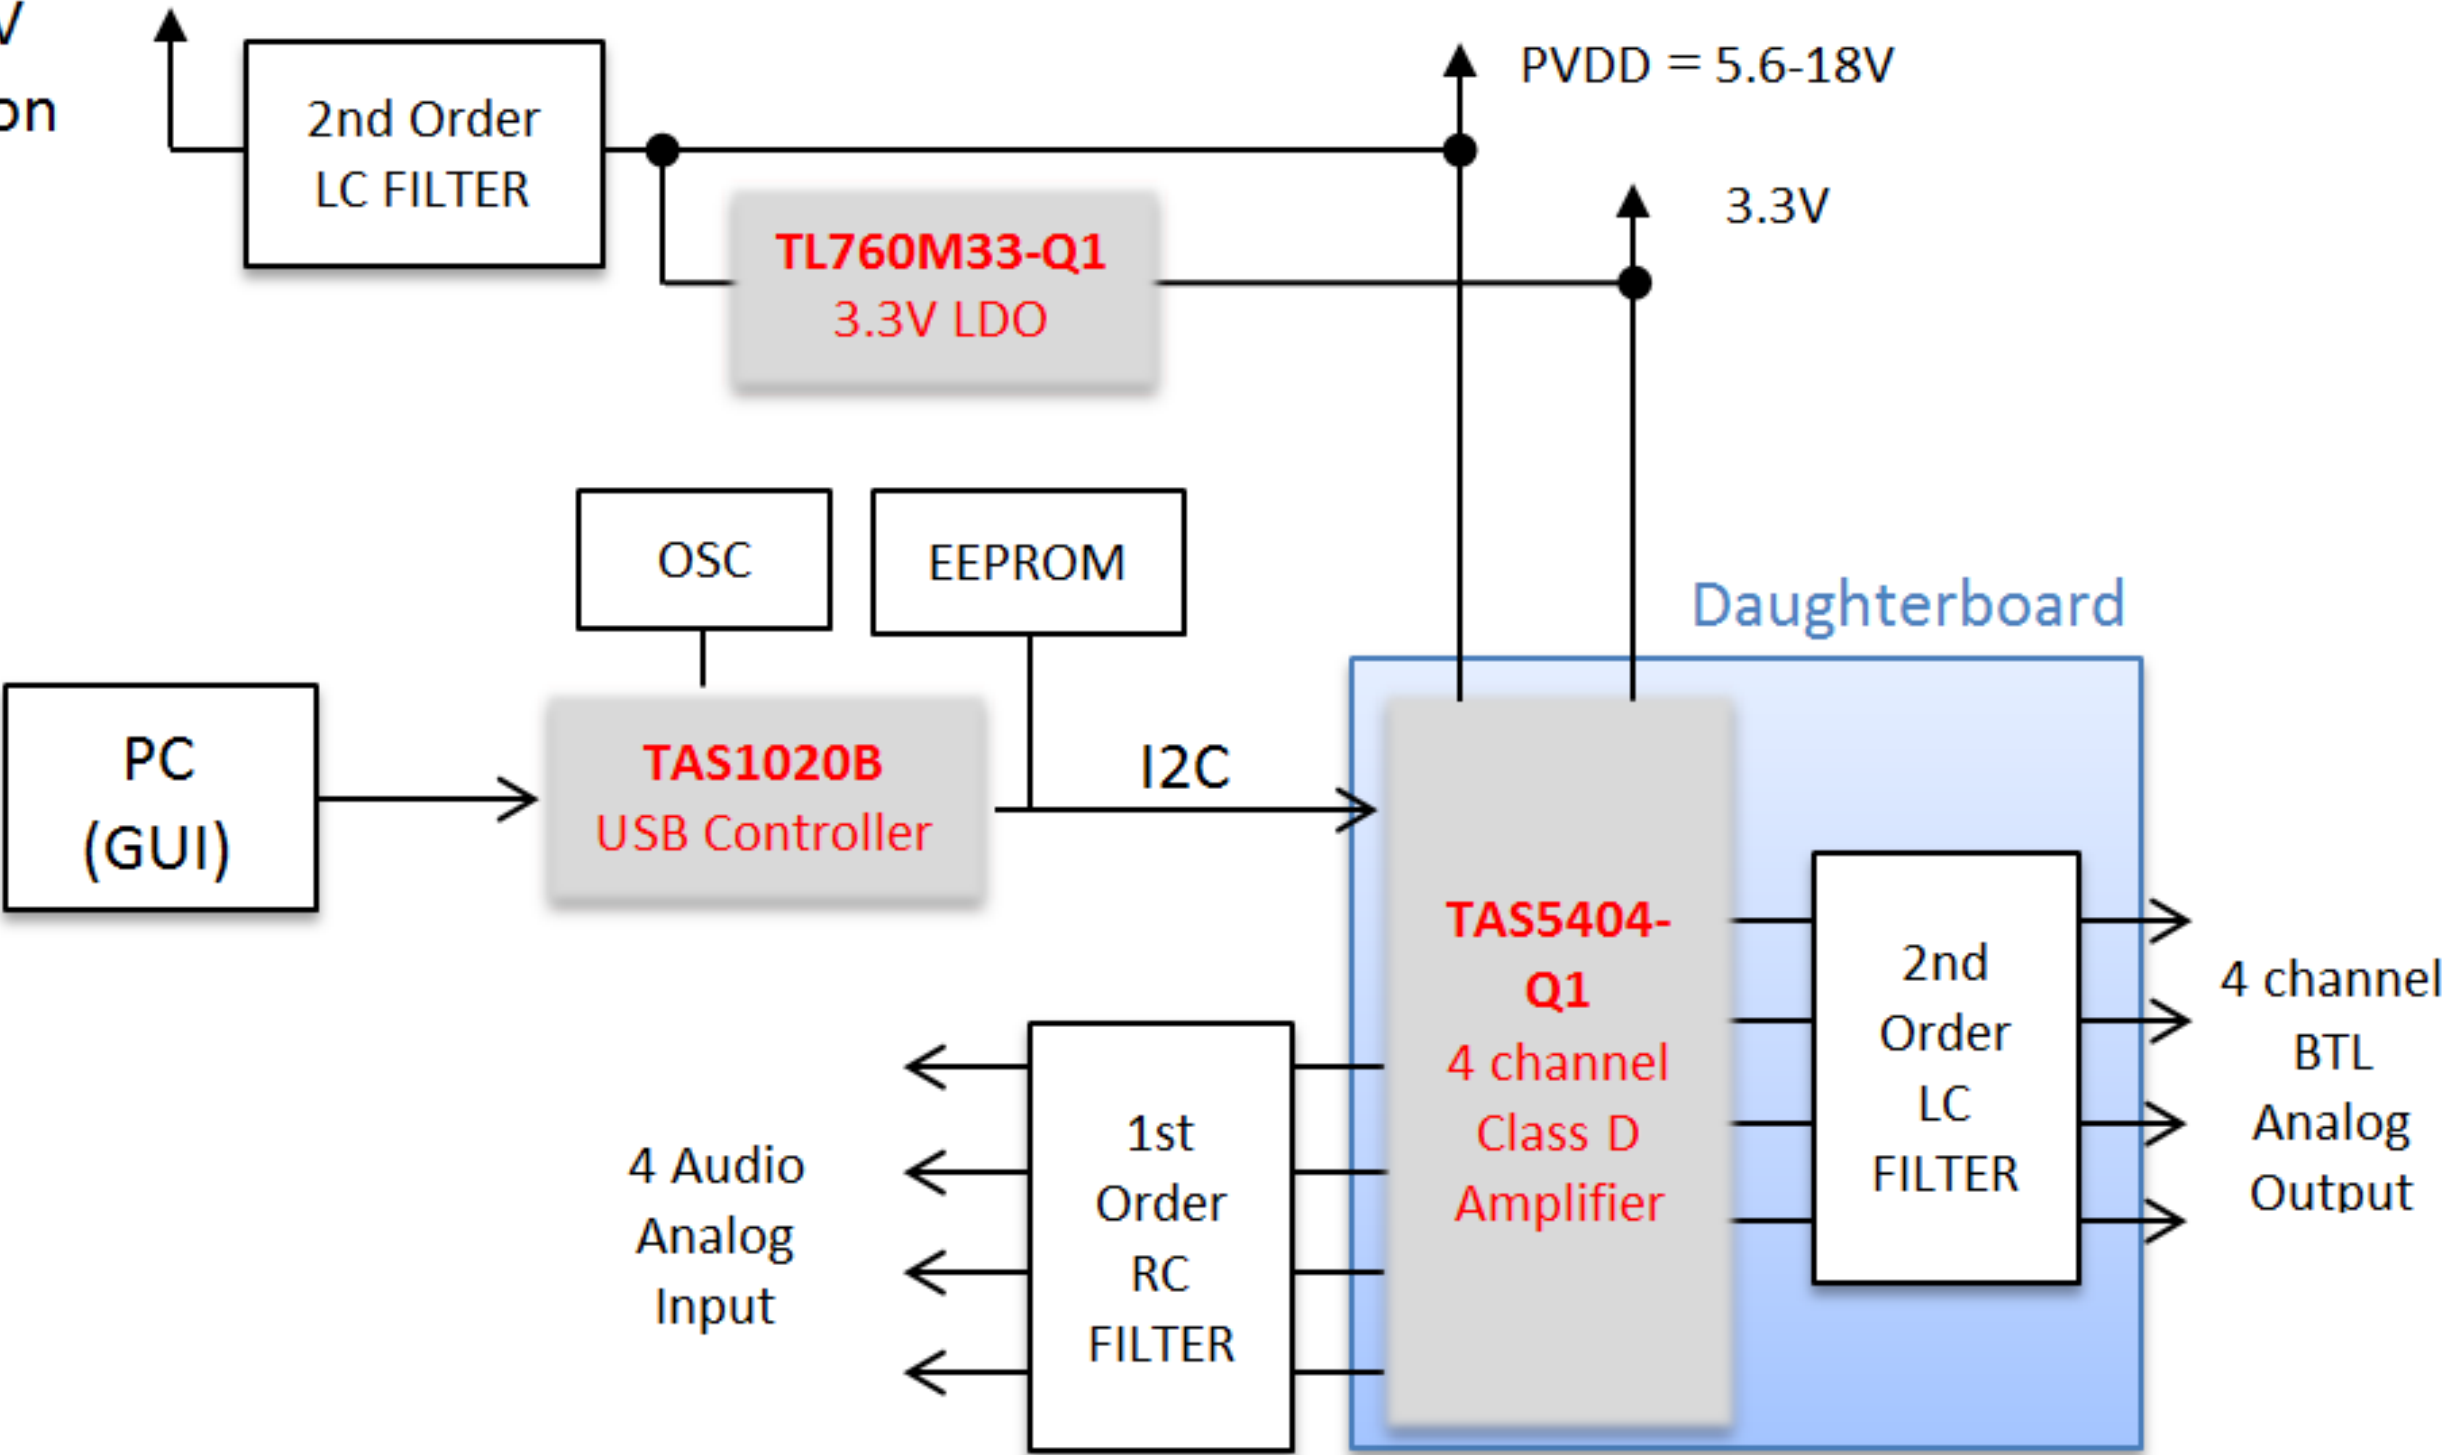 V
on
2nd Order
LC FILTER
PVDD = 5.6-18V
3.3V
TL760M33-Q1
3.3V LDO
OSC
EEPROM
Daughterboard
PC
(GUI)
TAS1020B
USB Controller
I2C
TAS5404-
Q1
4 channel
Class D
Amplifier
2nd
Order
LC
FILTER
4 channel
BTL
Analog
Output
1st
Order
RC
FILTER
4 Audio
Analog
Input